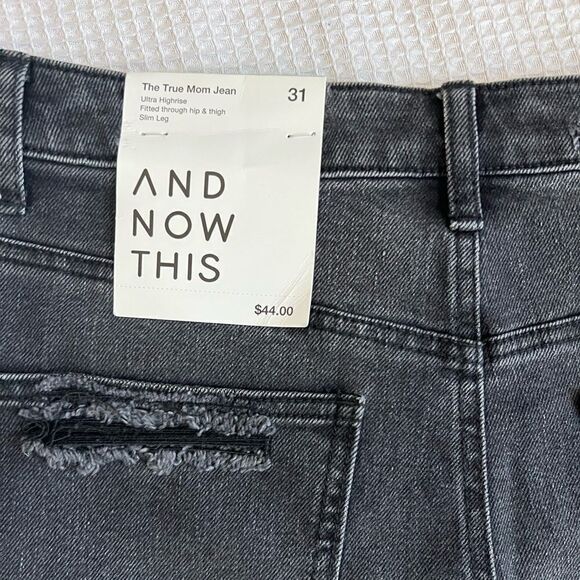 The True Mom Jean 31
Ultra Highrise
Fitted through hip & thigh
Slim Leg
AND
NOW
THIS
$44.00